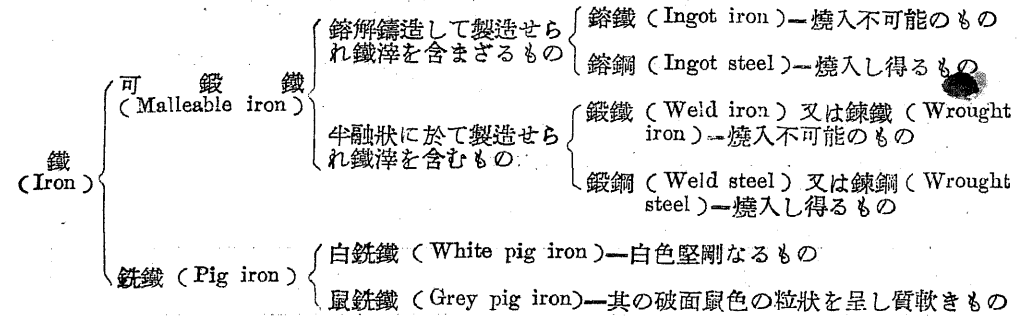 鐵
(Iron)
可鍛鐵
(Malleable iron)
鎔解鑄造して製造せら
れ鐵滓を含まざるもの
鎔鐵 (Ingot iron)—燒入不可能のもの
鎔鋼 (Ingot steel)—燒入し得るもの
半融狀に於て製造せら
れ鐵滓を含むもの
鍛鐵 (Weld iron) 又は鍊鐵 (Wrought
iron)—燒入不可能のもの
鍛鋼 (Weld steel) 又は鍊鋼 (Wrought
steel)—燒入し得るもの
銑鐵 (Pig iron)
白銑鐵 (White pig iron)—白色堅剛なるもの
鼠銑鐵 (Grey pig iron)—其の破面鼠色の粒狀を呈し質軟きもの